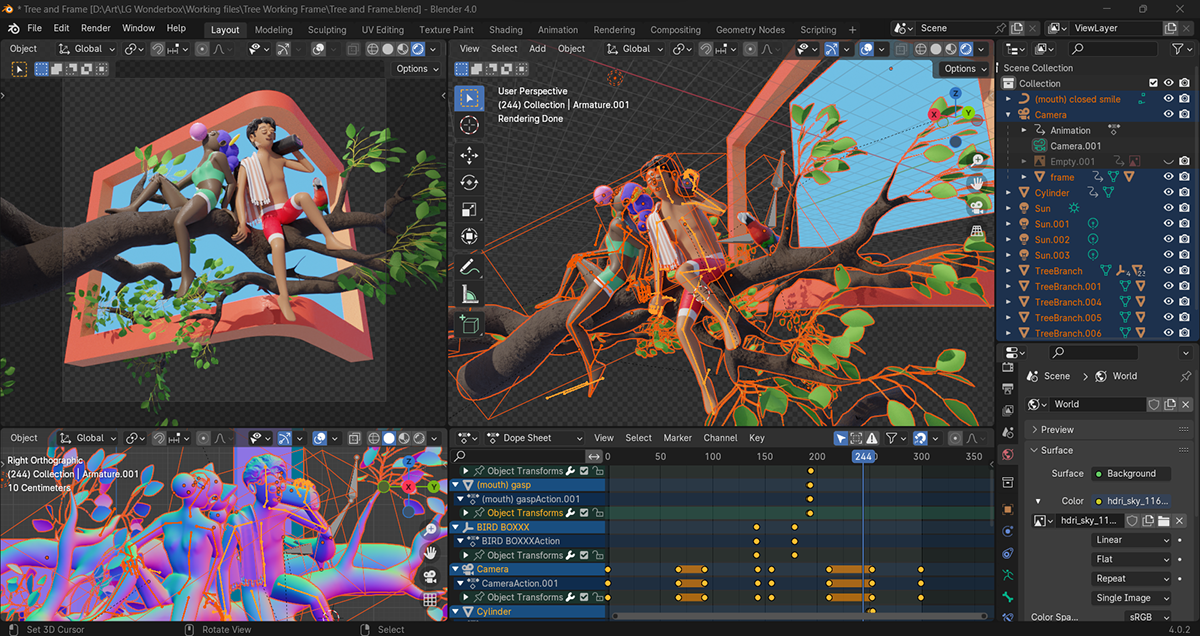 * Tree and Frame [D:\Art\LG Wonderbox\Working files\Tree Working Frame\Tree and Frame.blend] - Blender 4.0
File Edit Render Window Help Layout Modeling Sculpting UV Editing Texture Paint Shading Animation Rendering Compositing Geometry Nodes Scripting + Scene ViewLayer
Object Global View Select Add Object Global
Options Options
User Perspective
(244) Collection | Armature.001
Rendering Done
Z
X
Y
Scene Collection
Collection
(mouth) closed smile
Camera
Animation
Camera.001
Empty.001
frame
Cylinder
Sun
Sun.001
Sun.002
Sun.003
TreeBranch 4 22
TreeBranch.001
TreeBranch.004
TreeBranch.005
TreeBranch.006
Scene > World
World
Preview
Surface
Surface Background
Color hdri_sky_116...
hdri_sky_11...
Linear
Flat
Repeat
Single Image
Color Spa... sRGB
Object Global
Right Orthographic
(244) Collection | Armature.001
10 Centimeters
Dope Sheet View Select Marker Channel Key
0 50 100 150 200 244 300 350
Object Transforms
(mouth) gasp
(mouth) gaspAction.001
Object Transforms
BIRD BOXXX
BIRD BOXXXAction
Object Transforms
Camera
CameraAction.001
Object Transforms
Cylinder
Set 3D Cursor Rotate View Select 4.0.2